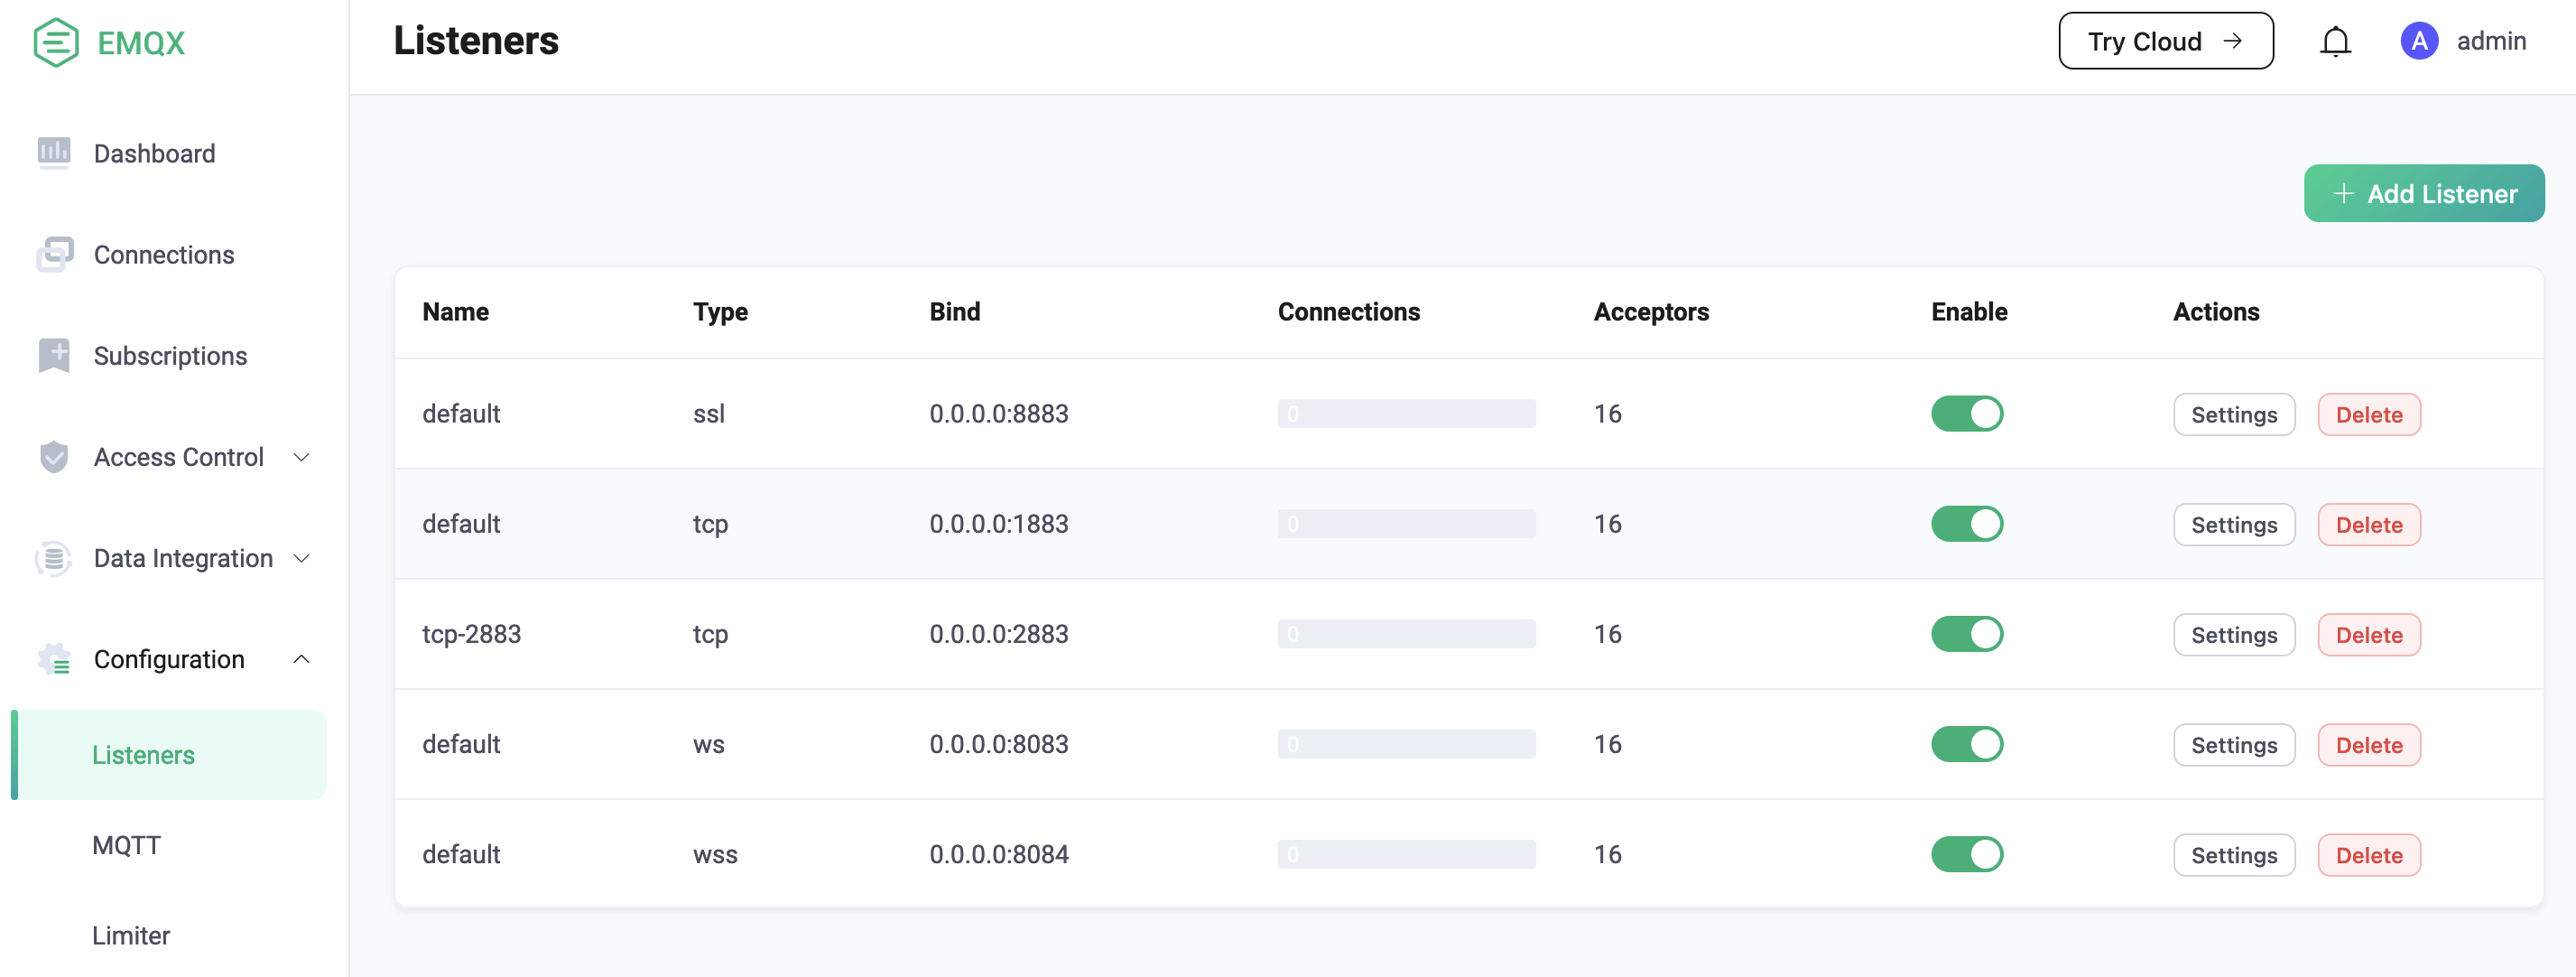 EMQX
Listeners
Try Cloud →
A admin
Dashboard
Connections
Subscriptions
Access Control
Data Integration
Configuration
Listeners
MQTT
Limiter
+ Add Listener
Name Type Bind Connections Acceptors Enable Actions
default ssl 0.0.0.0:8883 0 16 Settings Delete
default tcp 0.0.0.0:1883 0 16 Settings Delete
tcp-2883 tcp 0.0.0.0:2883 0 16 Settings Delete
default ws 0.0.0.0:8083 0 16 Settings Delete
default wss 0.0.0.0:8084 0 16 Settings Delete